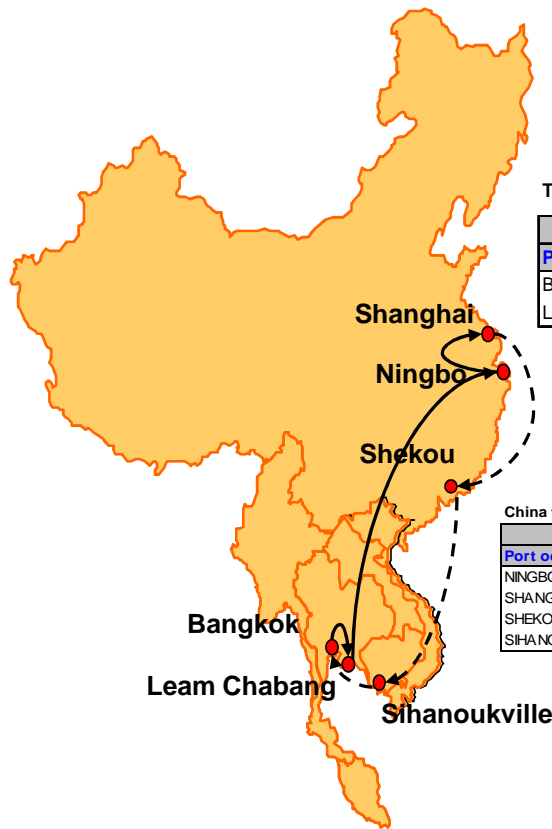 T
P
B
L
Shanghai
Ningbo
Shekou
China
Port o
NINGBO
SHANG
SHEKO
SIHANO
Bangkok
Leam Chabang
Sihanoukville